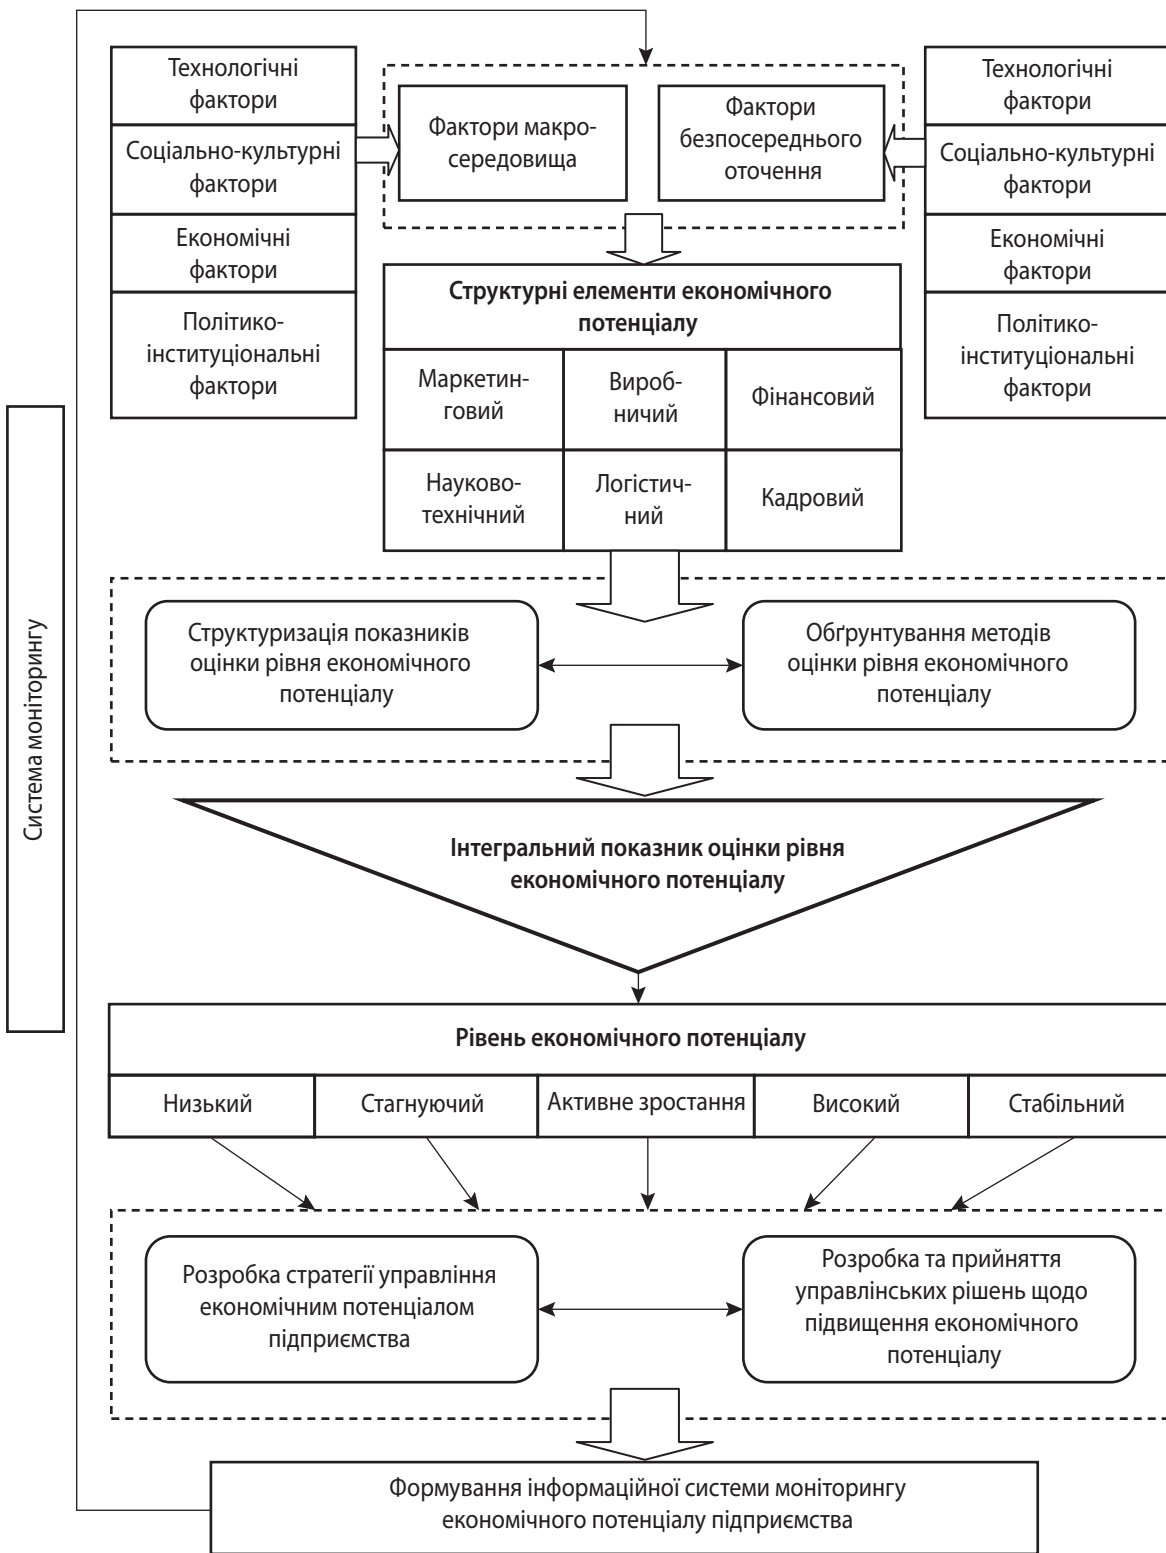 Технологічні
фактори
Соціально-культурні
фактори
Економічні
фактори
Політико-
інституціональні
фактори
Фактори макро-
середовища
Фактори
безпосереднього
оточення
Технологічні
фактори
Соціально-культурні
фактори
Економічні
фактори
Політико-
інституціональні
фактори
Структурні елементи економічного
потенціалу
Маркетин-
говий
Вироб-
ничий
Фінансовий
Науково-
технічний
Логістич-
ний
Кадровий
Система моніторингу
Структуризація показників
оцінки рівня економічного
потенціалу
Обґрунтування методів
оцінки рівня економічного
потенціалу
Інтегральний показник оцінки рівня
економічного потенціалу
Рівень економічного потенціалу
Низький
Стагнуючий
Активне зростання
Високий
Стабільний
Розробка стратегії управління
економічним потенціалом
підприємства
Розробка та прийняття
управлінських рішень щодо
підвищення економічного
потенціалу
Формування інформаційної системи моніторингу
економічного потенціалу підприємства